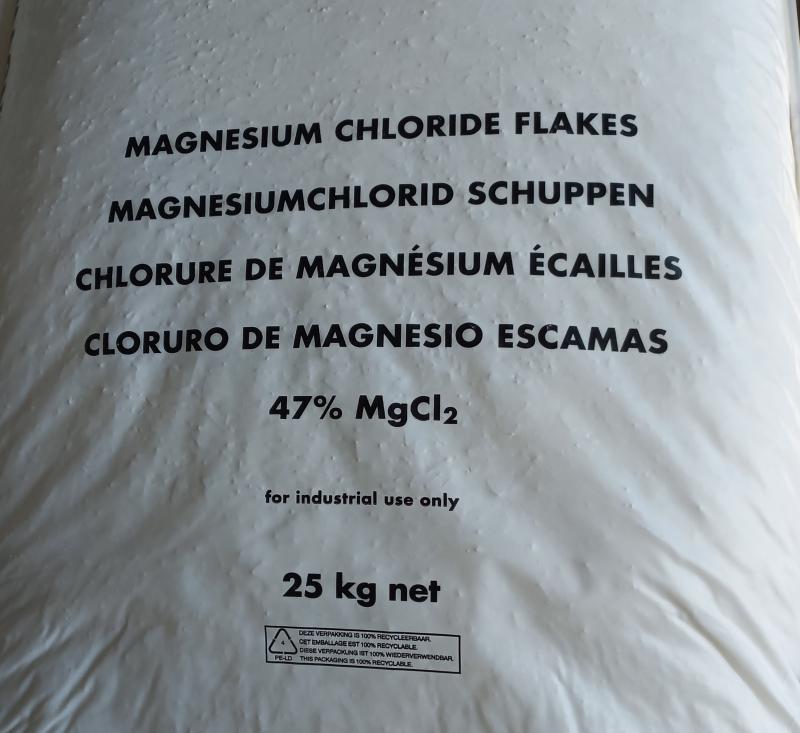 MAGNESIUM CHLORIDE FLAKES
MAGNESIUMCHLORID SCHUPPEN
CHLORURE DE MAGNÉSIUM ÉCAILLES
CLORURO DE MAGNESIO ESCAMAS
47% MgCl₂
for industrial use only
25 kg net
4
PE-LD
DEZE VERPAKKING IS 100% RECYCLEERBAAR.
CET EMBALLAGE EST 100% RECYCLABLE.
DIESE VERPACKUNG IST 100% WIEDERVERWENDBAR.
THIS PACKAGING IS 100% RECYCLABLE.